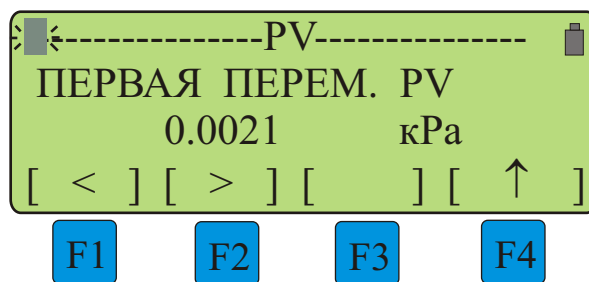 ---------------PV---------------
ПЕРВАЯ ПЕРЕМ. PV
0.0021 кPa
[ < ] [ > ] [ ] [ ↑ ]
F1 F2 F3 F4